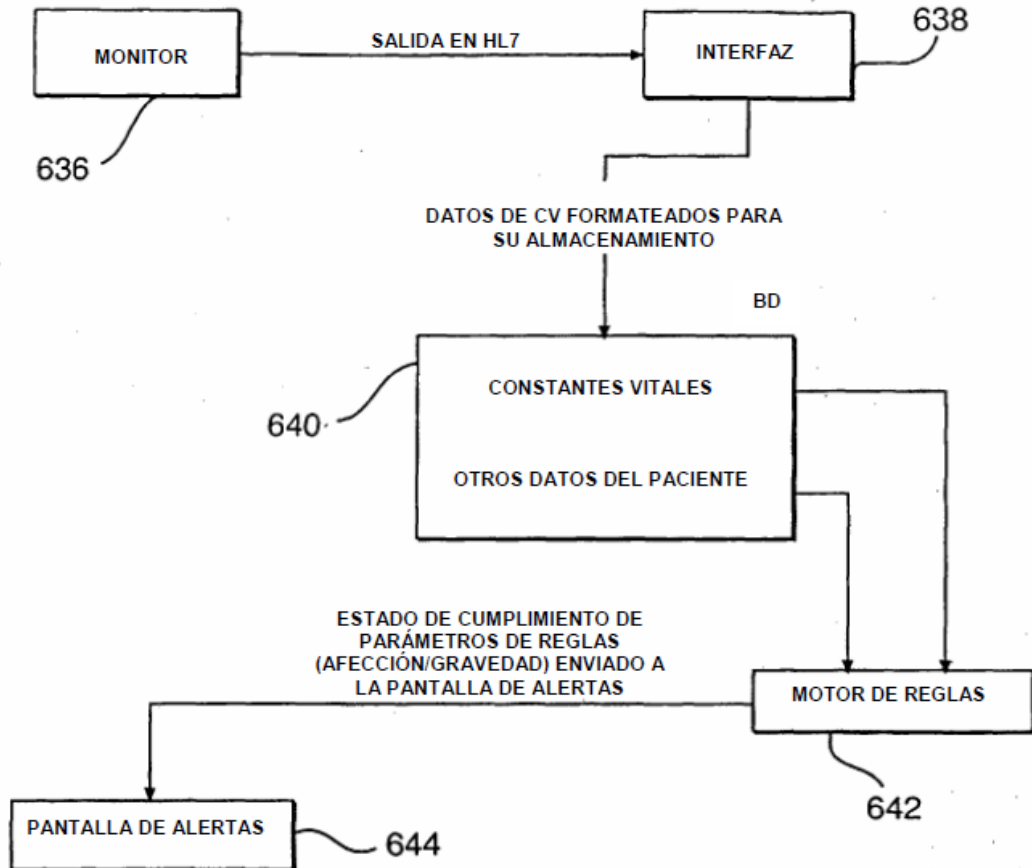 MONITOR
SALIDA EN HL7
INTERFAZ
638
636
DATOS DE CV FORMATEADOS PARA
SU ALMACENAMIENTO
BD
CONSTANTES VITALES
640
OTROS DATOS DEL PACIENTE
ESTADO DE CUMPLIMIENTO DE
PARÁMETROS DE REGLAS
(AFECCIÓN/GRAVEDAD) ENVIADO A
LA PANTALLA DE ALERTAS
MOTOR DE REGLAS
642
PANTALLA DE ALERTAS
644